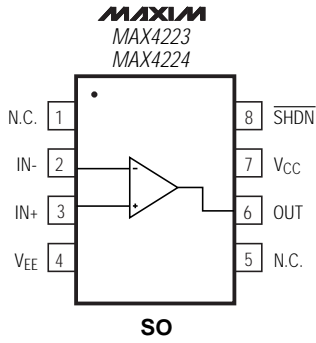 MAXIM
MAX4223
MAX4224
N.C. 1
IN- 2
IN+ 3
VEE 4
8 SHDN
7 VCC
6 OUT
5 N.C.
-
+
SO